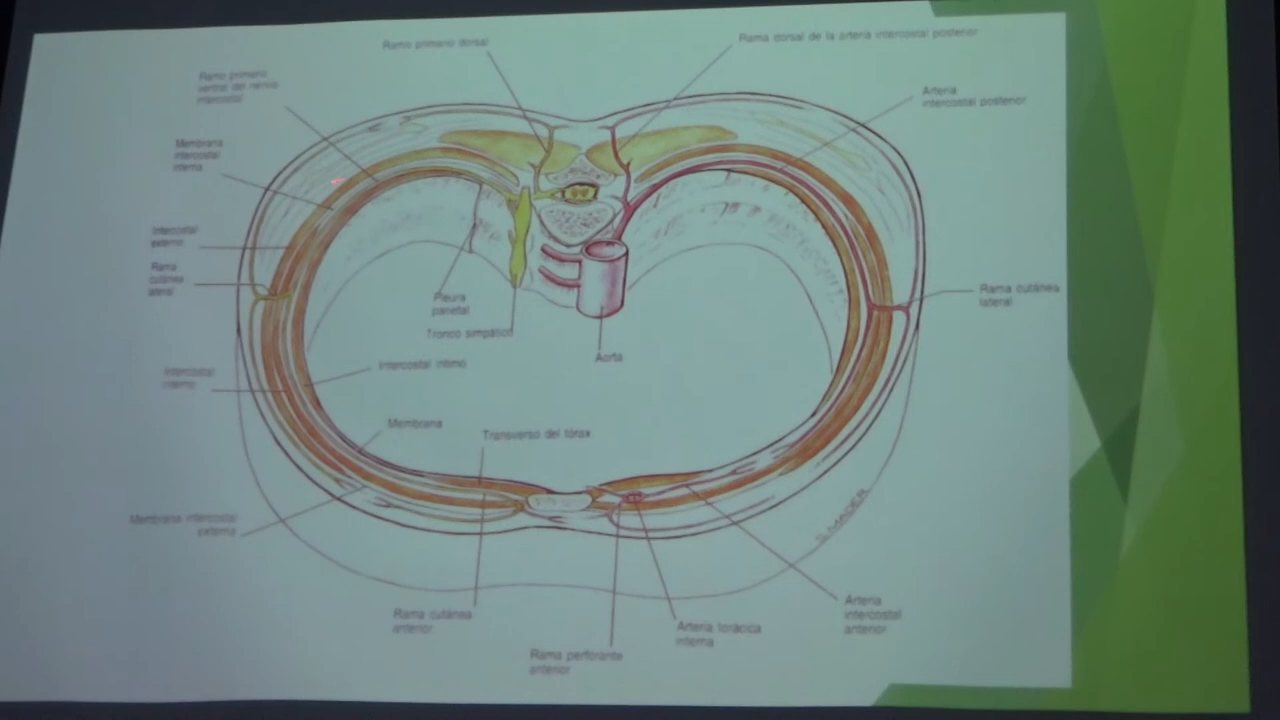 Ramo primario dorsal
Rama dorsal de la arteria intercostal posterior
Ramo primario
ventral del nervio
intercostal
Arteria
intercostal posterior
Membrana
intercostal
interna
Intercostal
externo
Rama
cutánea
lateral
Rama cutánea
lateral
Pleura
parietal
Tronco simpático
Aorta
Intercostal íntimo
Intercostal
interno
Membrana
Transverso del tórax
Membrana intercostal
externa
S. MADER
Rama cutánea
anterior
Arteria
intercostal
anterior
Arteria torácica
interna
Rama perforante
anterior